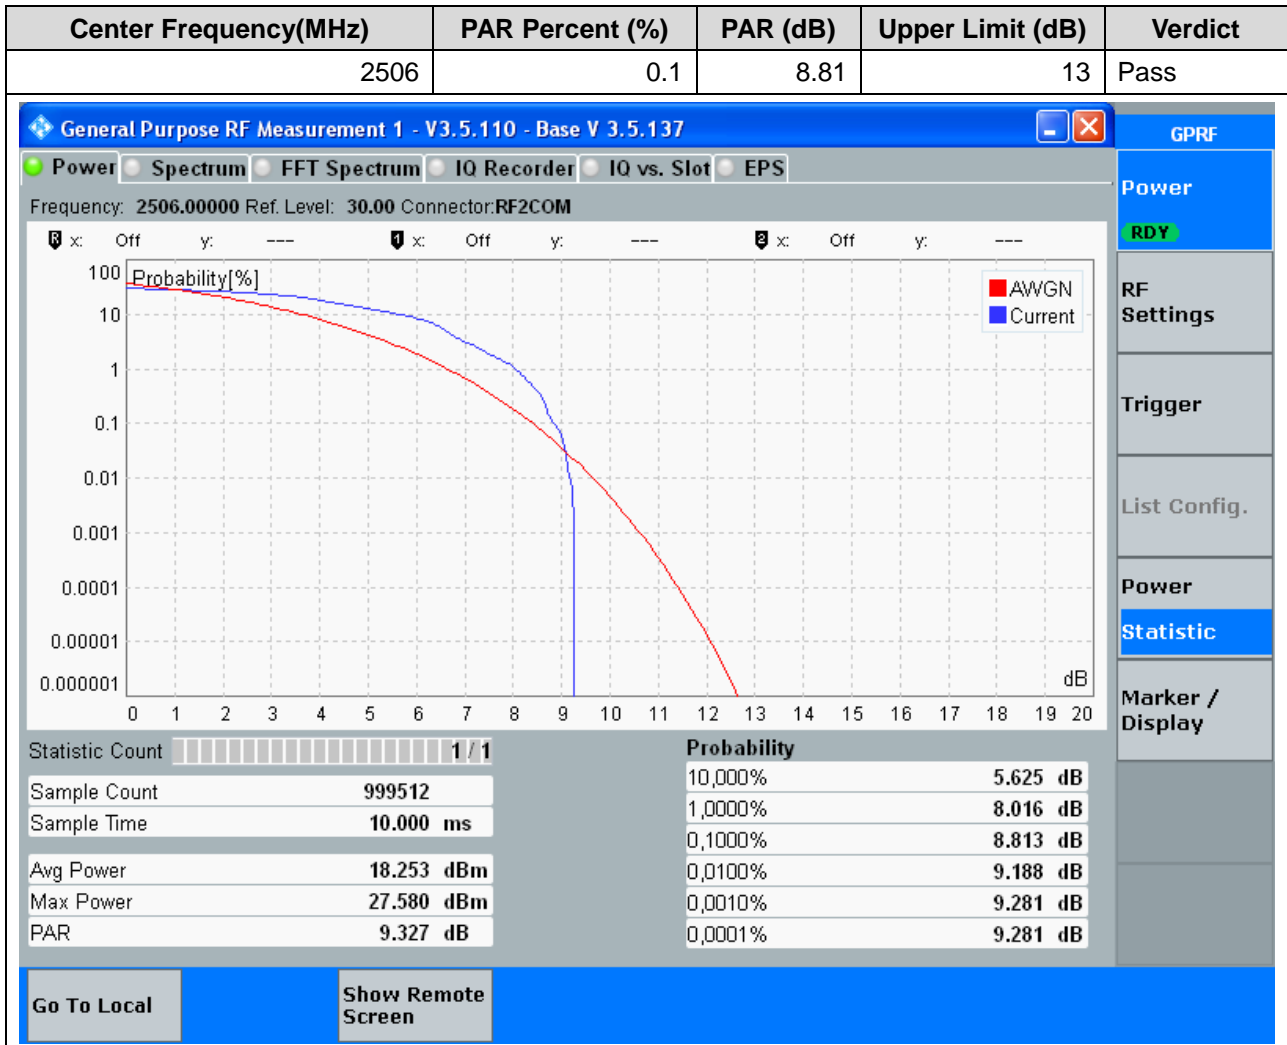 Center Frequency(MHz) PAR Percent (%) PAR (dB) Upper Limit (dB) Verdict
2506 0.1 8.81 13 Pass
General Purpose RF Measurement 1 - V3.5.110 - Base V 3.5.137
GPRF
Power Spectrum FFT Spectrum IQ Recorder IQ vs. Slot EPS
Power
RDY
Frequency: 2506.00000 Ref. Level: 30.00 Connector:RF2COM
R x: Off y: --- 1 x: Off y: --- 2 x: Off y: ---
Probability[%]
AWGN
Current
100
10
1
0.1
0.01
0.001
0.0001
0.00001
0.000001
dB
0 1 2 3 4 5 6 7 8 9 10 11 12 13 14 15 16 17 18 19 20
RF
Settings
Trigger
List Config.
Power
Statistic
Marker /
Display
Statistic Count 1 / 1
Sample Count 999512
Sample Time 10.000 ms
Avg Power 18.253 dBm
Max Power 27.580 dBm
PAR 9.327 dB
Probability
10,000% 5.625 dB
1,0000% 8.016 dB
0,1000% 8.813 dB
0,0100% 9.188 dB
0,0010% 9.281 dB
0,0001% 9.281 dB
Go To Local
Show Remote
Screen